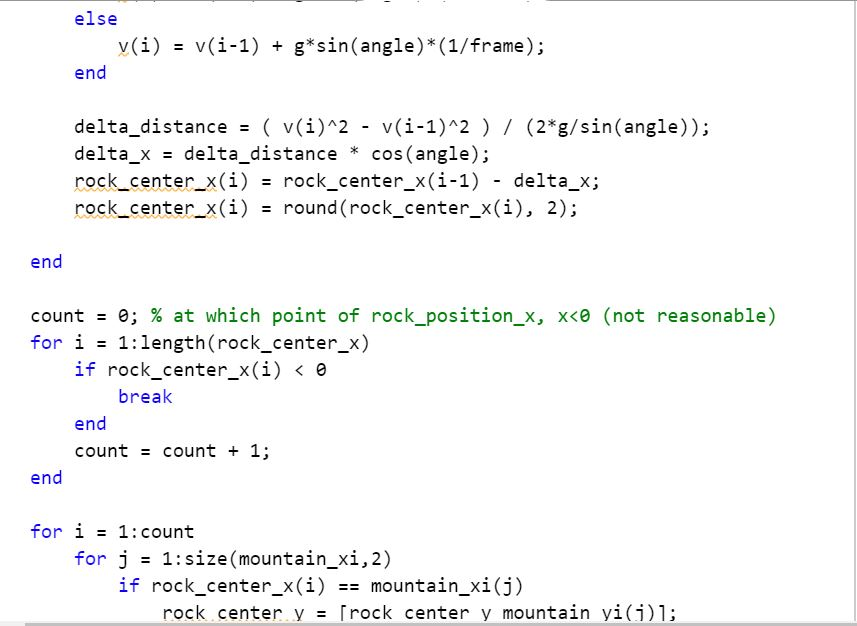 else
v(i) = v(i-1) + g*sin(angle)*(1/frame);
end
delta_distance = ( v(i)^2 - v(i-1)^2 ) / (2*g/sin(angle));
delta_x = delta_distance * cos(angle);
rock_center_x(i) = rock_center_x(i-1) - delta_x;
rock_center_x(i) = round(rock_center_x(i), 2);
end
count = 0; % at which point of rock_position_x, x<0 (not reasonable)
for i = 1:length(rock_center_x)
if rock_center_x(i) < 0
break
end
count = count + 1;
end
for i = 1:count
for j = 1:size(mountain_xi,2)
if rock_center_x(i) == mountain_xi(j)
rock_center_y = [rock_center_y mountain_yi(j)];